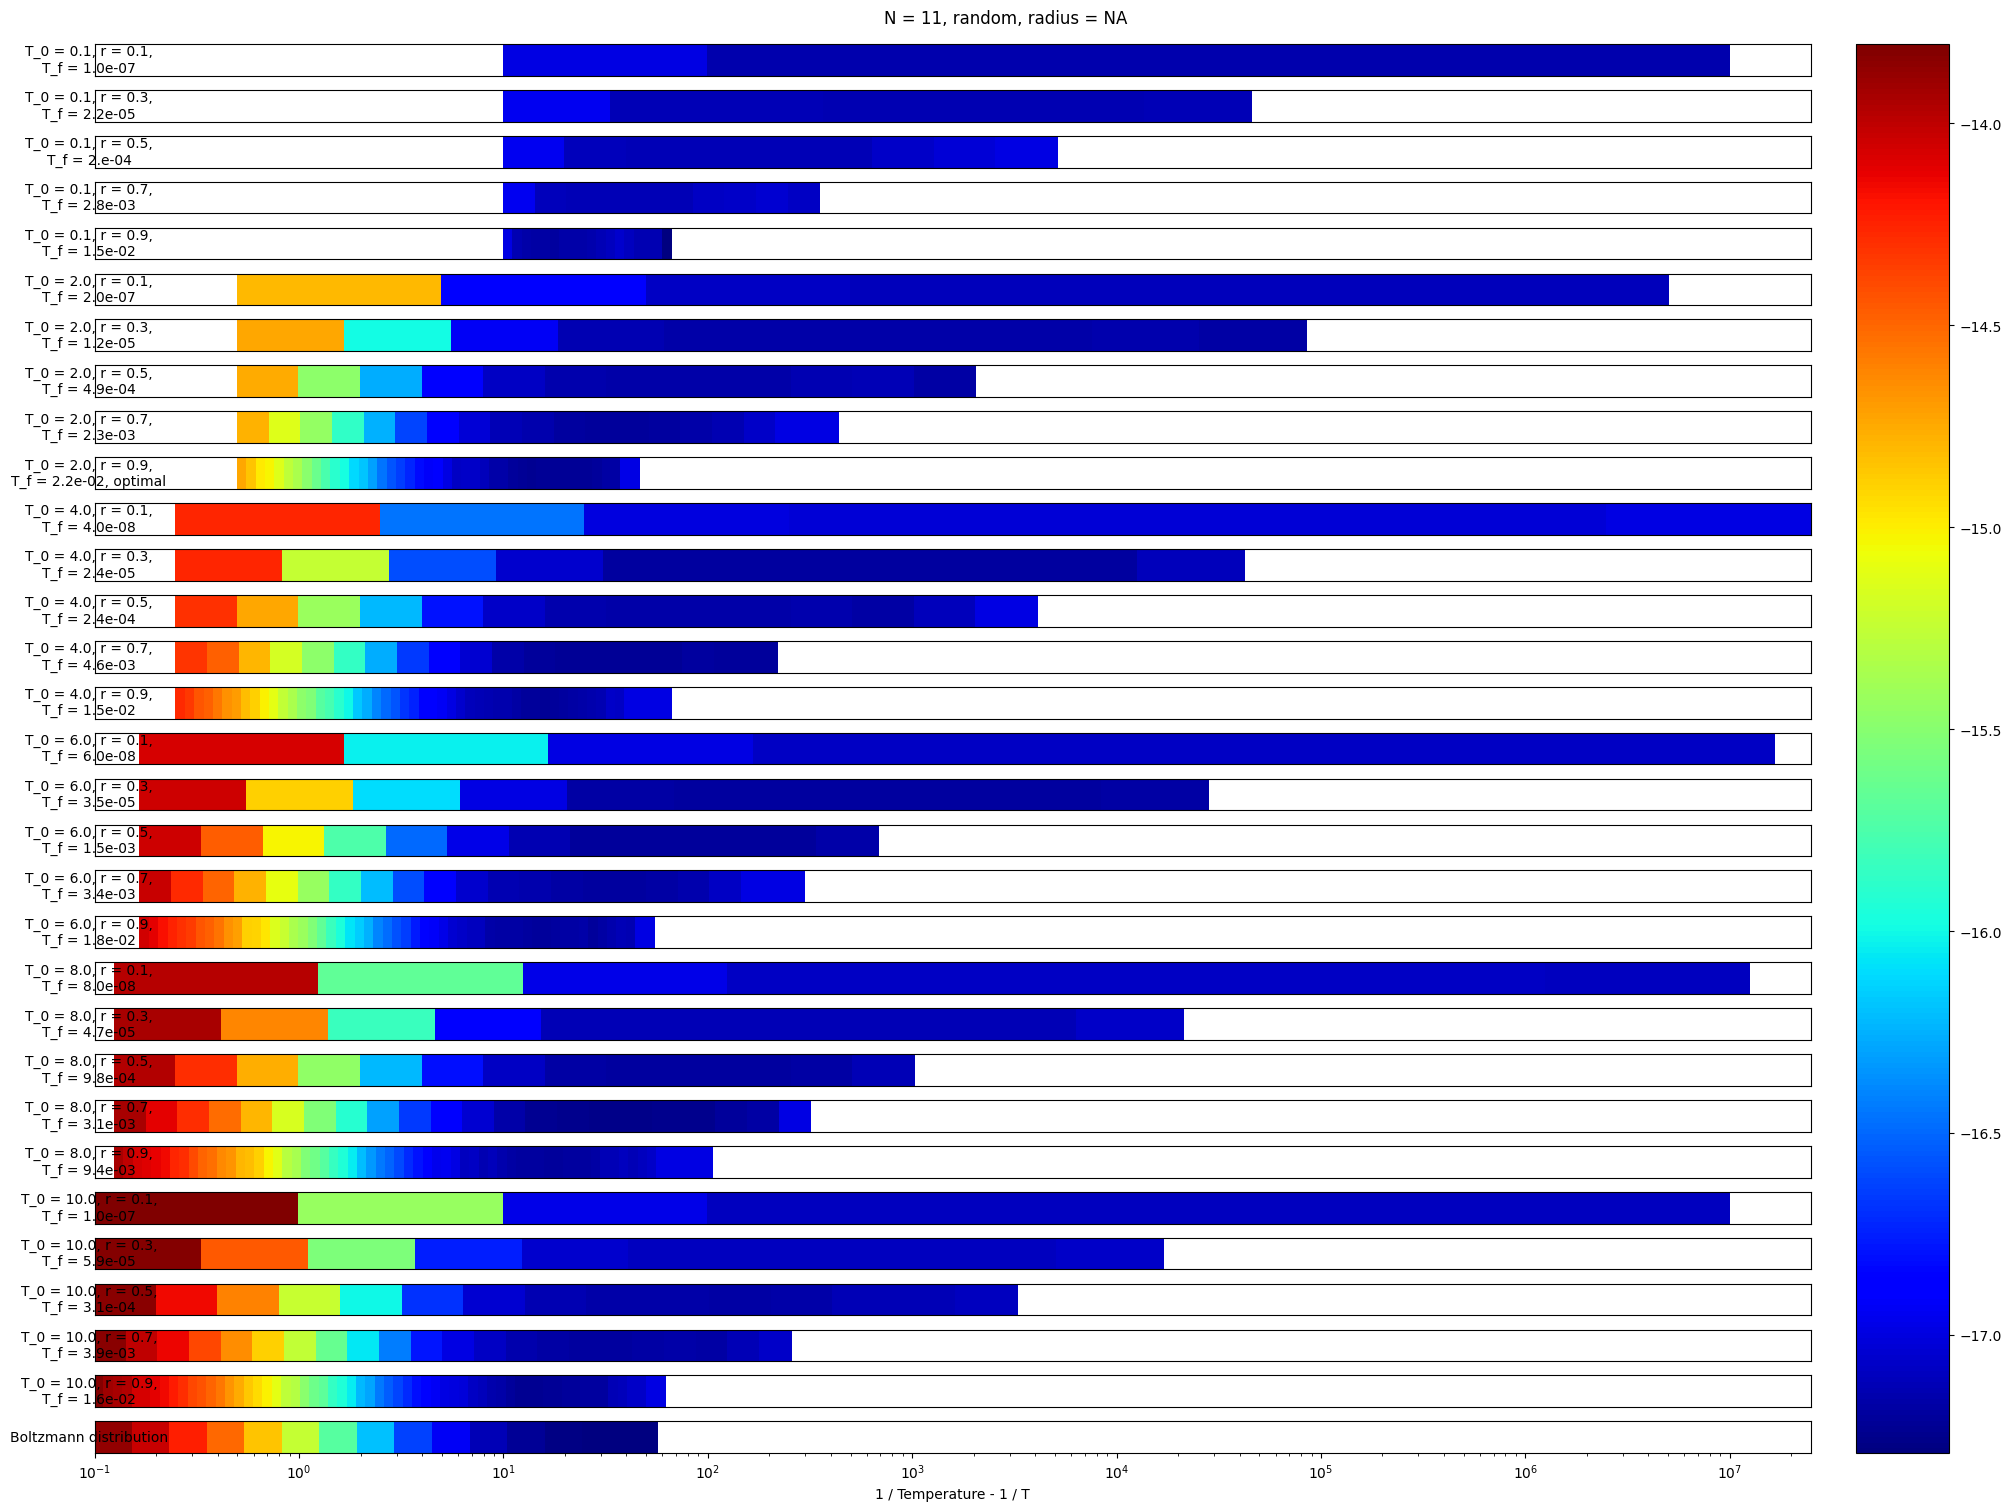 N = 11, random, radius = NA
T_0 = 0.1, r = 0.1,
T_f = 1.0e-07
T_0 = 0.1, r = 0.3,
T_f = 2.2e-05
T_0 = 0.1, r = 0.5,
T_f = 2.e-04
T_0 = 0.1, r = 0.7,
T_f = 2.8e-03
T_0 = 0.1, r = 0.9,
T_f = 1.5e-02
T_0 = 2.0, r = 0.1,
T_f = 2.0e-07
T_0 = 2.0, r = 0.3,
T_f = 1.2e-05
T_0 = 2.0, r = 0.5,
T_f = 4.9e-04
T_0 = 2.0, r = 0.7,
T_f = 2.3e-03
T_0 = 2.0, r = 0.9,
T_f = 2.2e-02, optimal
T_0 = 4.0, r = 0.1,
T_f = 4.0e-08
T_0 = 4.0, r = 0.3,
T_f = 2.4e-05
T_0 = 4.0, r = 0.5,
T_f = 2.4e-04
T_0 = 4.0, r = 0.7,
T_f = 4.6e-03
T_0 = 4.0, r = 0.9,
T_f = 1.5e-02
T_0 = 6.0, r = 0.1,
T_f = 6.0e-08
T_0 = 6.0, r = 0.3,
T_f = 3.5e-05
T_0 = 6.0, r = 0.5,
T_f = 1.5e-03
T_0 = 6.0, r = 0.7,
T_f = 3.4e-03
T_0 = 6.0, r = 0.9,
T_f = 1.8e-02
T_0 = 8.0, r = 0.1,
T_f = 8.0e-08
T_0 = 8.0, r = 0.3,
T_f = 4.7e-05
T_0 = 8.0, r = 0.5,
T_f = 9.8e-04
T_0 = 8.0, r = 0.7,
T_f = 3.1e-03
T_0 = 8.0, r = 0.9,
T_f = 9.4e-03
T_0 = 10.0, r = 0.1,
T_f = 1.0e-07
T_0 = 10.0, r = 0.3,
T_f = 5.9e-05
T_0 = 10.0, r = 0.5,
T_f = 3.1e-04
T_0 = 10.0, r = 0.7,
T_f = 3.9e-03
T_0 = 10.0, r = 0.9,
T_f = 1.6e-02
Boltzmann distribution
10⁻¹ 10⁰ 10¹ 10² 10³ 10⁴ 10⁵ 10⁶ 10⁷
1 / Temperature - 1 / T
−14.0
−14.5
−15.0
−15.5
−16.0
−16.5
−17.0